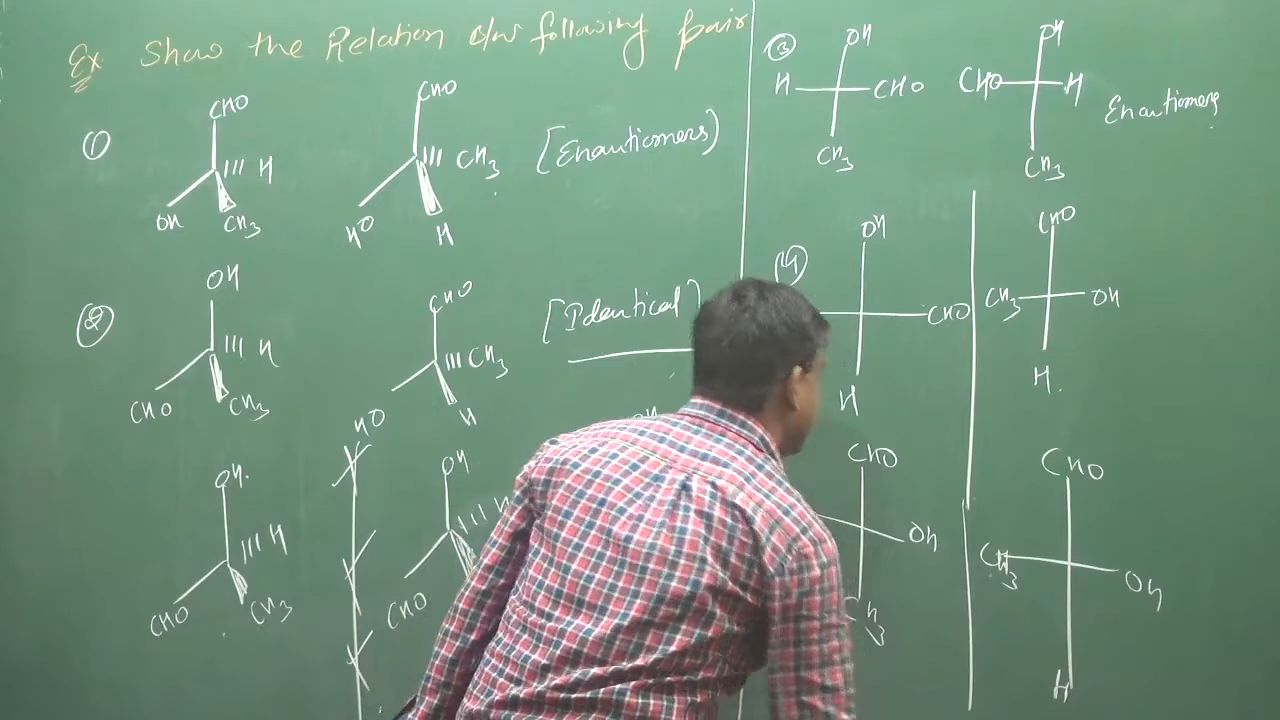 Ex Show the Relation b/w following pair
① CHO H CH3 OH
CHO CH3 H HO [Enantiomers]
② OH H CH3 CHO
CHO CH3 H HO [Identical]
OH H CH3 CHO
OH H CHO
③ OH H CHO CH3
OH CHO H CH3 Enantiomers
④ OH CHO H
CHO CH3 OH H
CHO OH CH3
CHO CH3 OH H